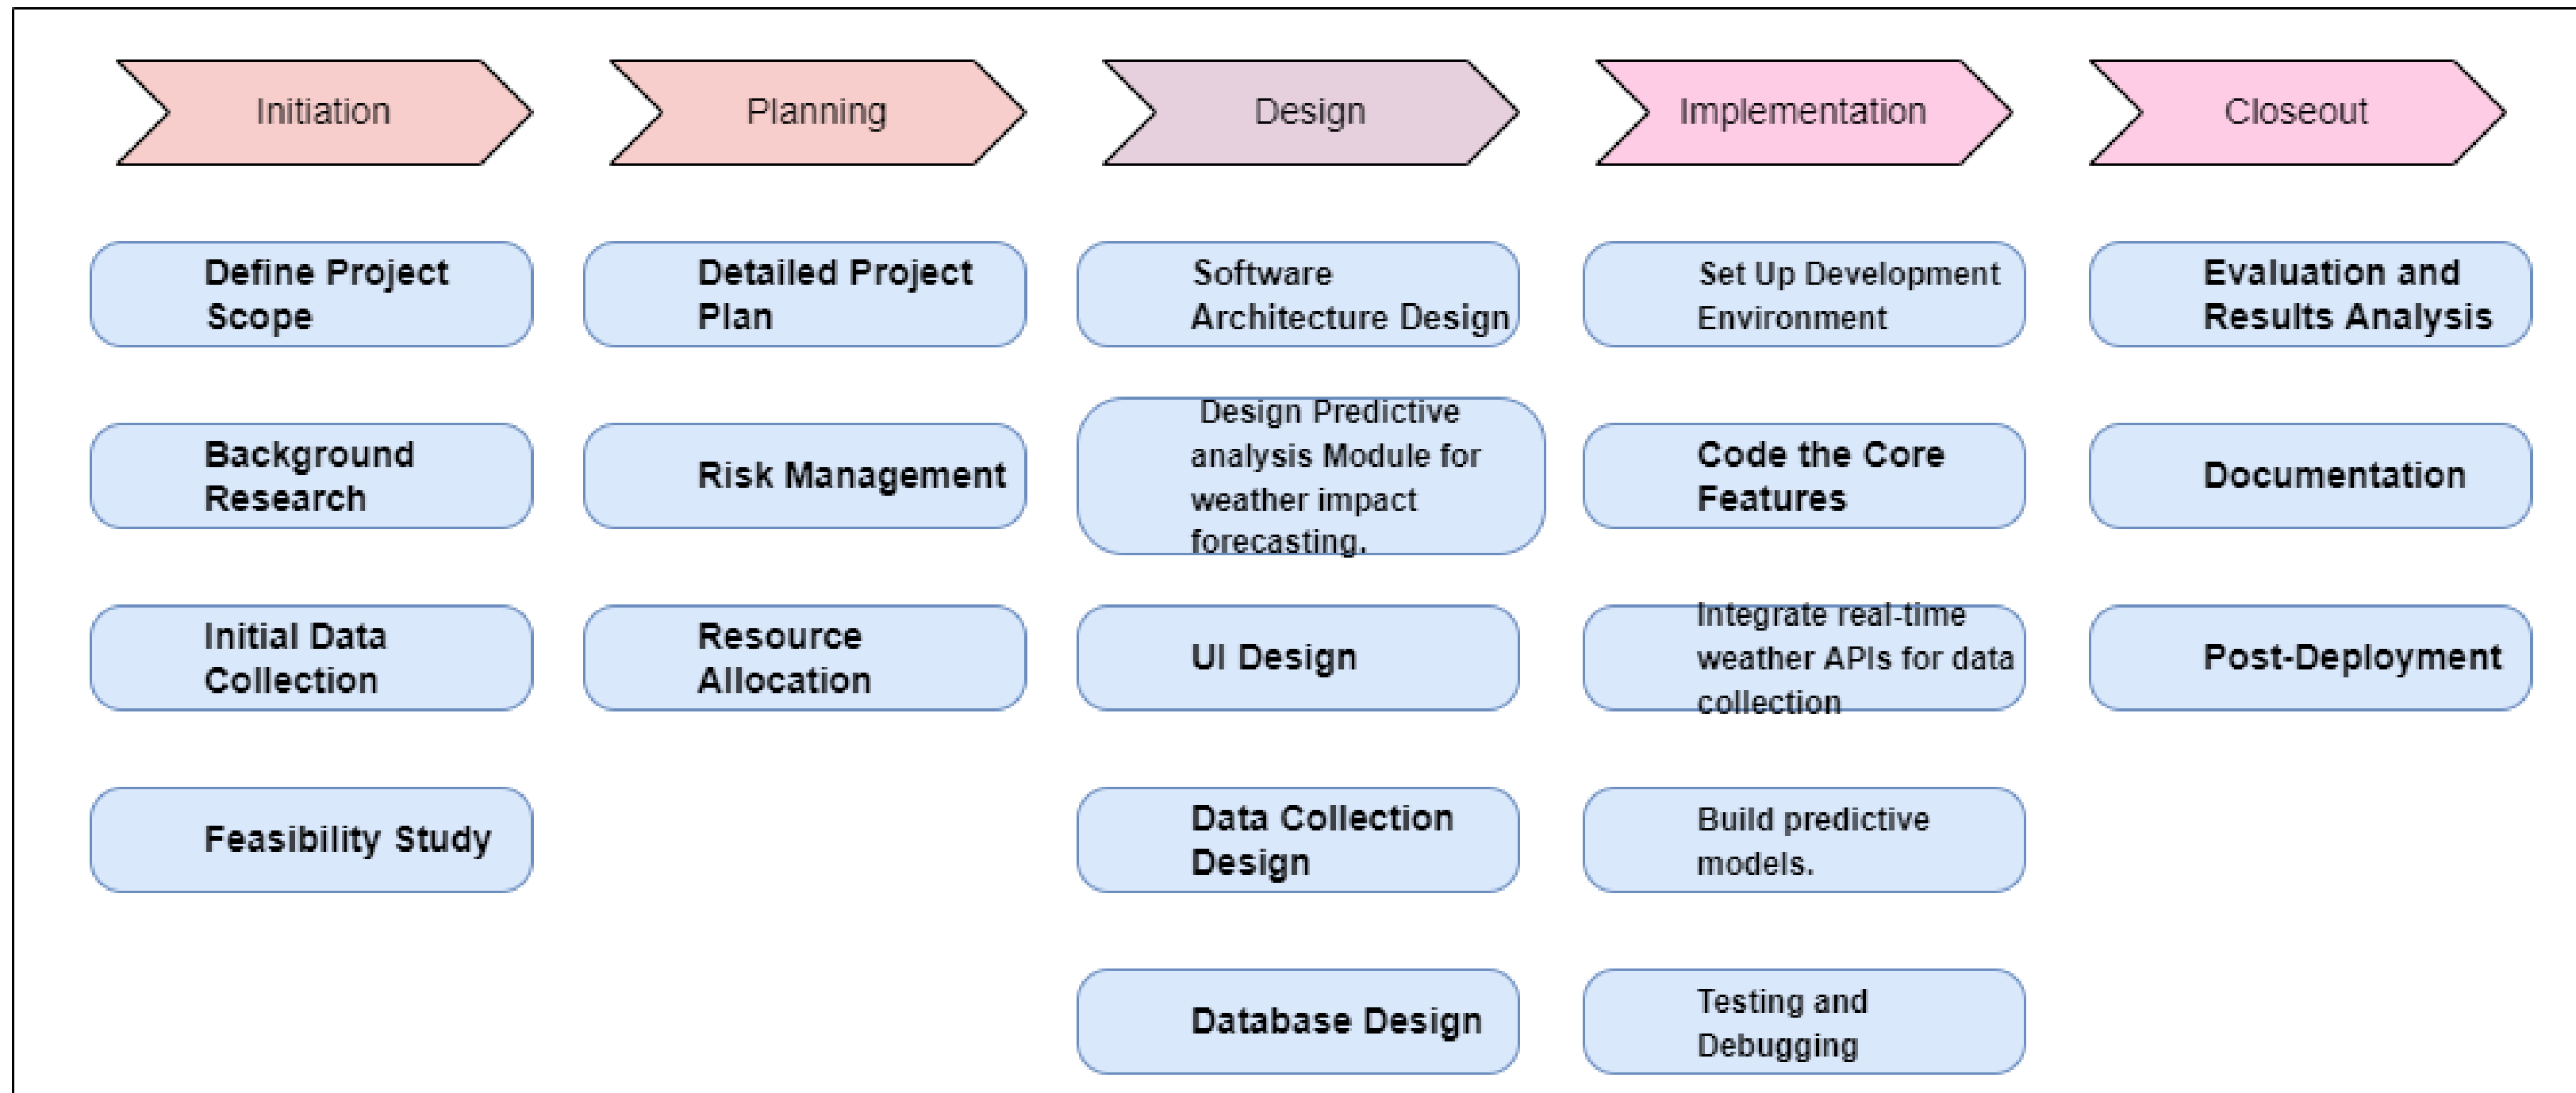 Initiation
Planning
Design
Implementation
Closeout
Define Project
Scope
Background
Research
Initial Data
Collection
Feasibility Study
Detailed Project
Plan
Risk Management
Resource
Allocation
Software
Architecture Design
Design Predictive
analysis Module for
weather impact
forecasting.
UI Design
Data Collection
Design
Database Design
Set Up Development
Environment
Code the Core
Features
Integrate real-time
weather APIs for data
collection
Build predictive
models.
Testing and
Debugging
Evaluation and
Results Analysis
Documentation
Post-Deployment